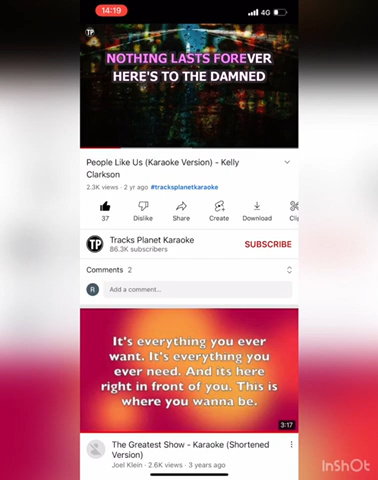 14:19
4G
TP
NOTHING LASTS FOREVER
HERE'S TO THE DAMNED
People Like Us (Karaoke Version) - Kelly
Clarkson
2.3K views · 2 yr ago #tracksplanetkaraoke
37 Dislike Share Create Download Clip
TP
Tracks Planet Karaoke
86.3K subscribers
SUBSCRIBE
Comments 2
R
Add a comment...
It's everything you ever
want. It's everything you
ever need. And its here
right in front of you. This is
where you wanna be.
3:17
The Greatest Show - Karaoke (Shortened
Version)
Joel Klein · 2.6K views · 3 years ago
InShOt